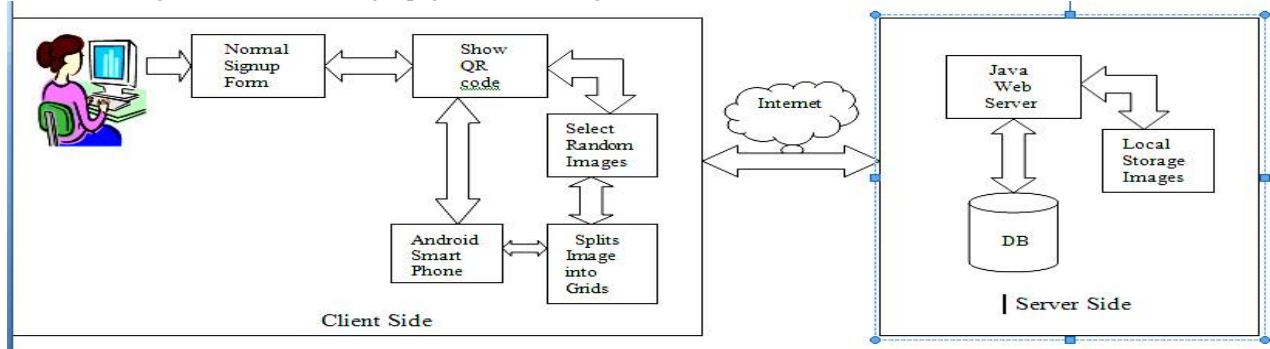 Normal
Signup
Form
Show
QR
code
Select
Random
Images
Android
Smart
Phone
Splits
Image
into
Grids
Client Side
Internet
Java
Web
Server
Local
Storage
Images
DB
Server Side